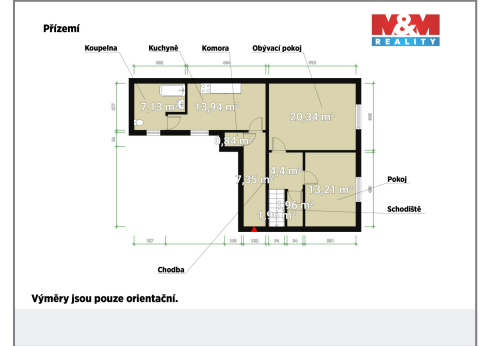 Přízemí
M&M
REALITY
Koupelna Kuchyně Komora Obývací pokoj
7,13 m² 13,94 m² 20,34 m²
0,84 m²
7,35 m² 4,4 m² 13,21 m²
Pokoj
1,96 m²
Schodiště
Chodba
Výměry jsou pouze orientační.